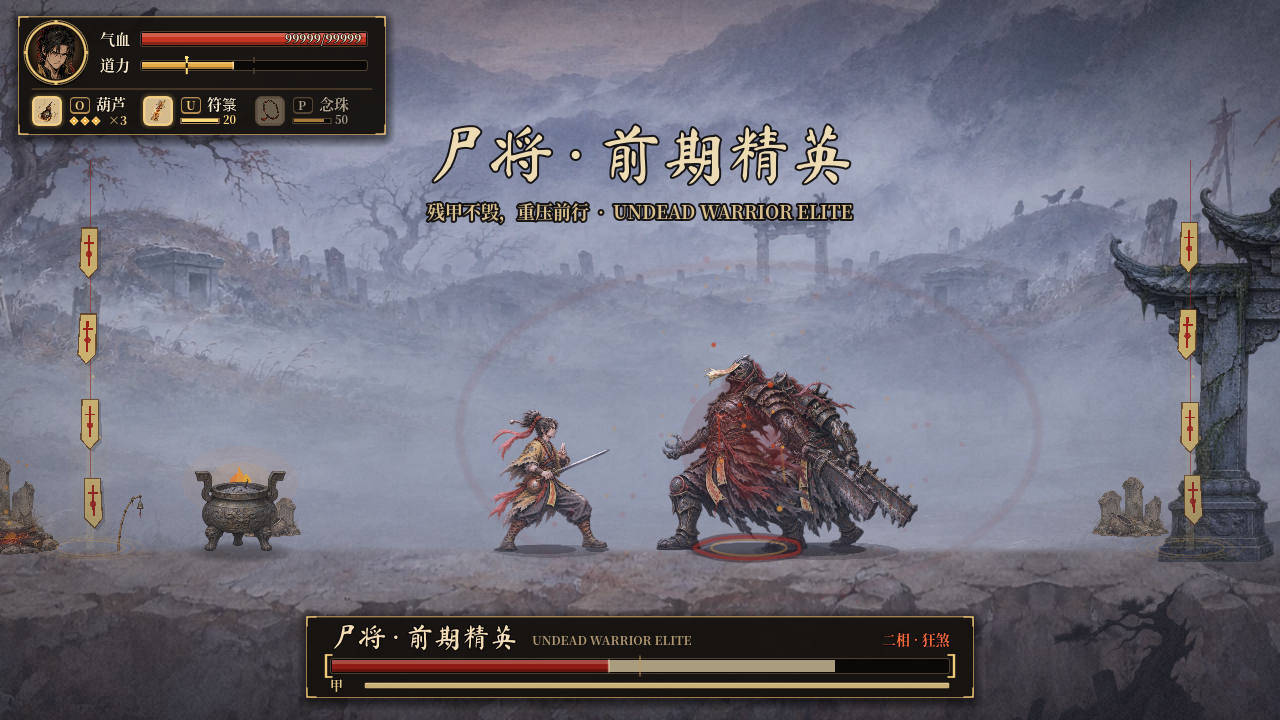 气血 99999/99999
道力
O 葫芦 ×3
U 符箓 20
P 念珠 50
尸将·前期精英
残甲不毁，重压前行 · UNDEAD WARRIOR ELITE
尸将·前期精英 UNDEAD WARRIOR ELITE 二相·狂煞
甲